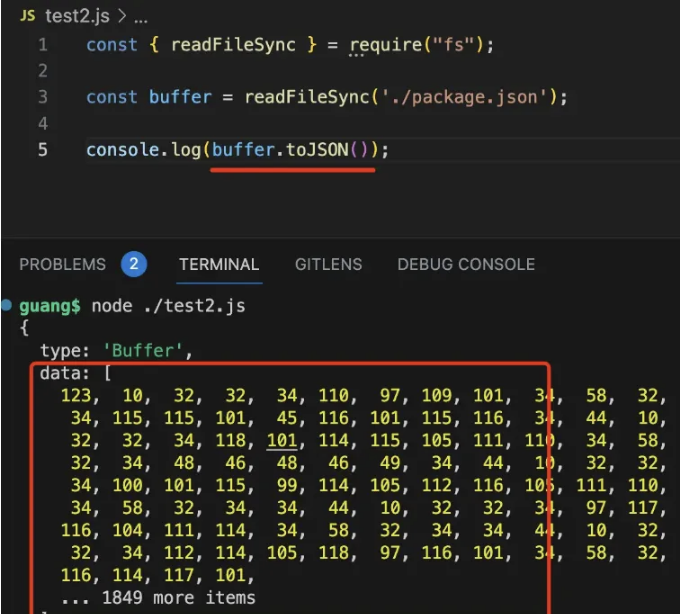 JS test2.js > ...
1 const { readFileSync } = require("fs");
2
3 const buffer = readFileSync('./package.json');
4
5 console.log(buffer.toJSON());
PROBLEMS 2 TERMINAL GITLENS DEBUG CONSOLE
guang$ node ./test2.js
{
type: 'Buffer',
data: [
123, 10, 32, 32, 34, 110, 97, 109, 101, 34, 58, 32,
34, 115, 115, 101, 45, 116, 101, 115, 116, 34, 44, 10,
32, 32, 34, 118, 101, 114, 115, 105, 111, 110, 34, 58,
32, 34, 48, 46, 48, 46, 49, 34, 44, 10, 32, 32,
34, 100, 101, 115, 99, 114, 105, 112, 116, 105, 111, 110,
34, 58, 32, 34, 34, 44, 10, 32, 32, 34, 97, 117,
116, 104, 111, 114, 34, 58, 32, 34, 34, 44, 10, 32,
32, 34, 112, 114, 105, 118, 97, 116, 101, 34, 58, 32,
116, 114, 117, 101,
... 1849 more items